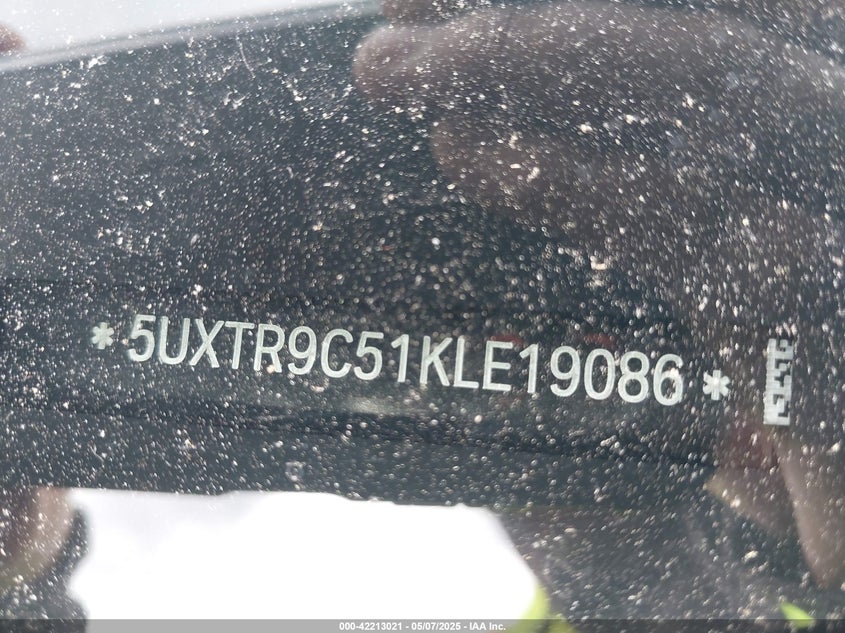 * 5UXTR9C51KLE19086 *
000-42213021 - 05/07/2025 - IAA Inc.